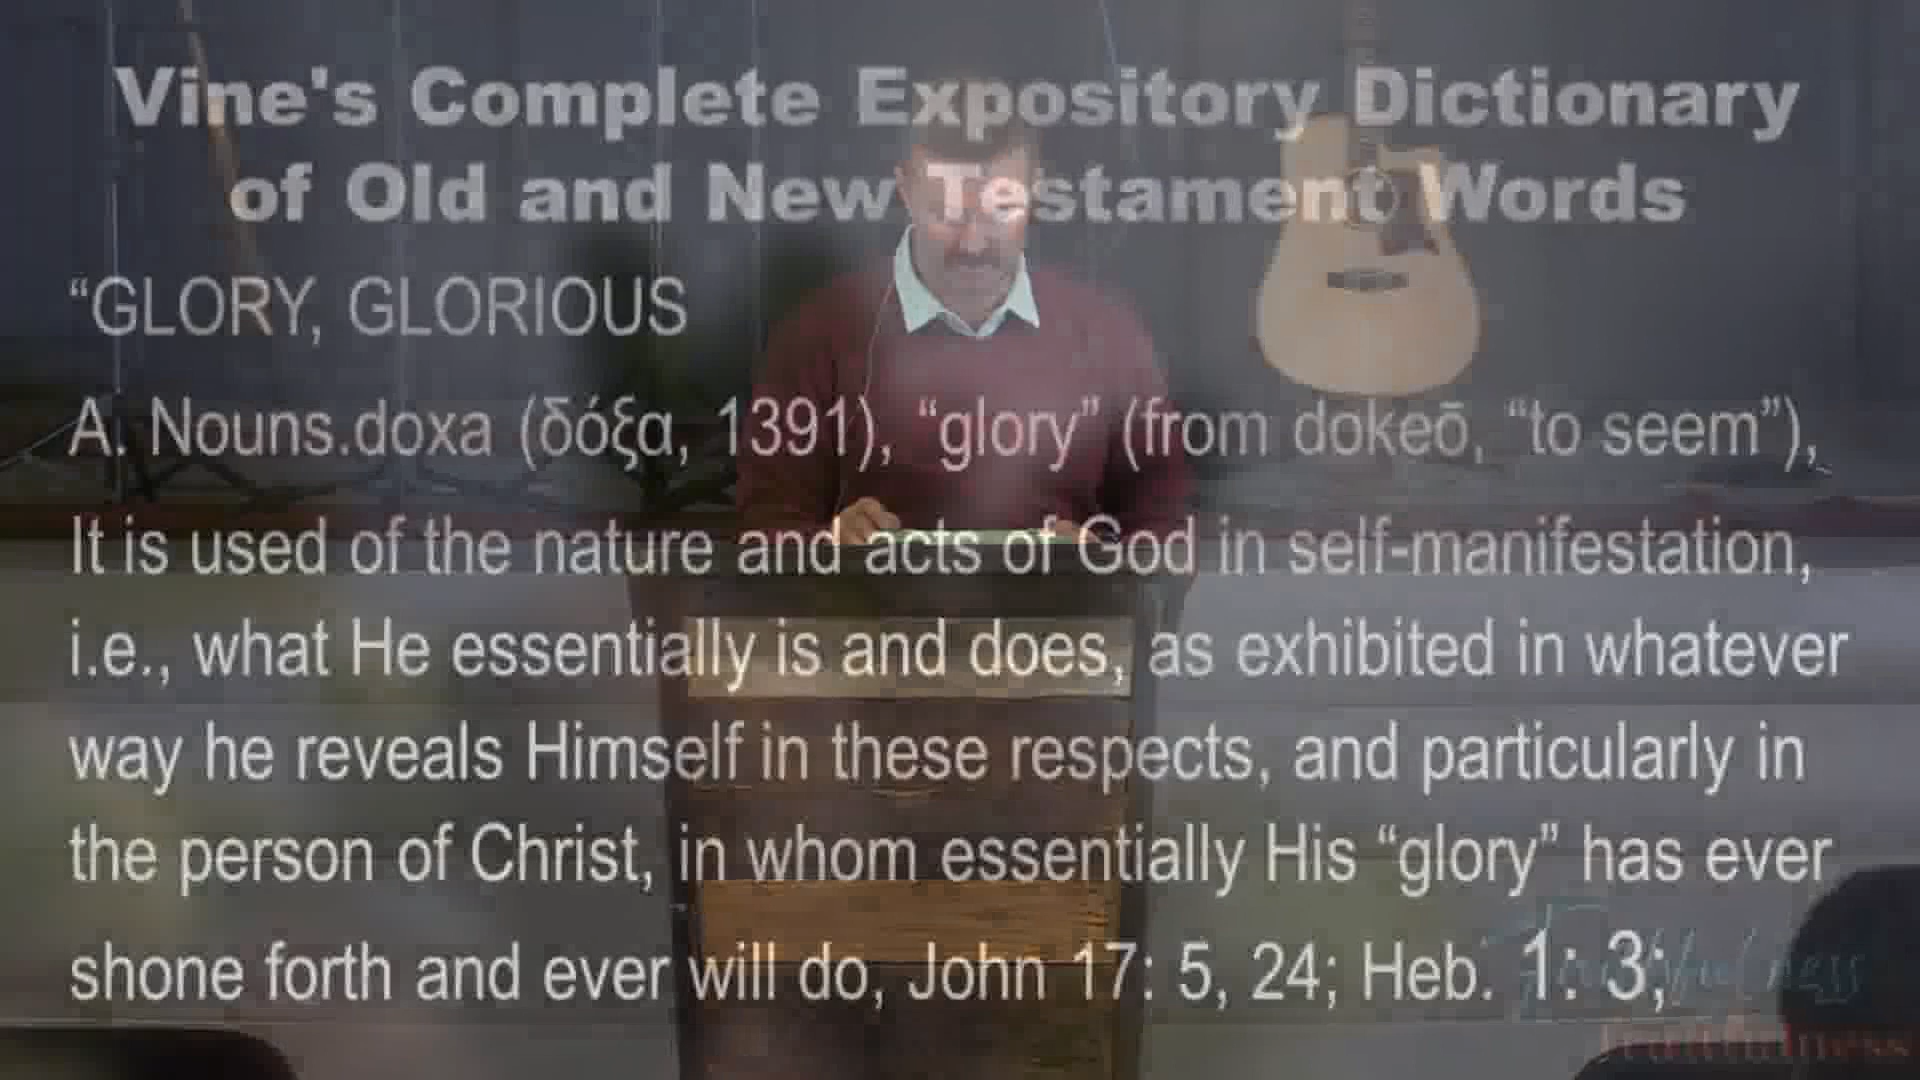 Vine's Complete Expository Dictionary
of Old and New Testament Words
“GLORY, GLORIOUS
A. Nouns.doxa (δόξα, 1391), “glory” (from dokeō, “to seem”),
It is used of the nature and acts of God in self-manifestation,
i.e., what He essentially is and does, as exhibited in whatever
way he reveals Himself in these respects, and particularly in
the person of Christ, in whom essentially His “glory” has ever
shone forth and ever will do, John 17: 5, 24; Heb. 1: 3;
Faithfulness
Fruitfulness